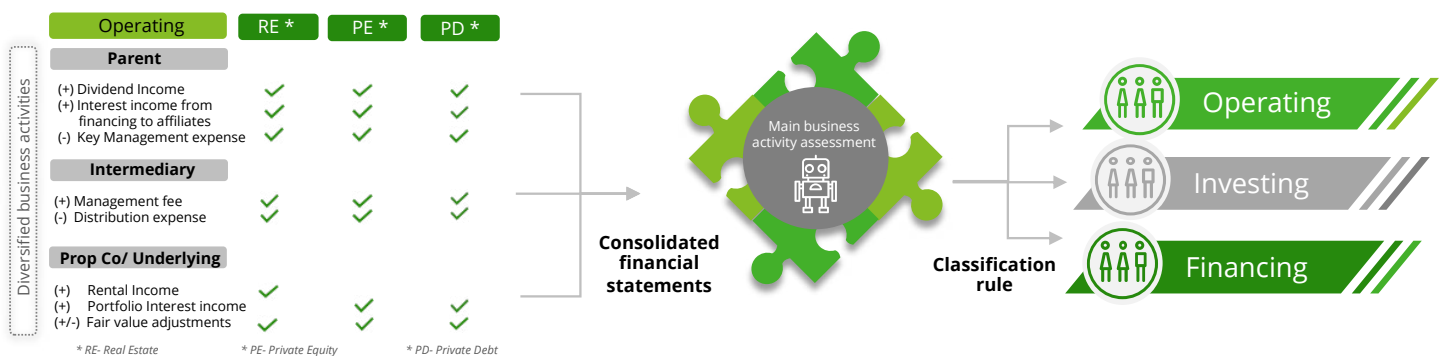 Diversified business activities
Operating RE * PE * PD *
Parent
(+) Dividend Income
(+) Interest income from
financing to affiliates
(-) Key Management expense
Intermediary
(+) Management fee
(-) Distribution expense
Prop Co/ Underlying
(+) Rental Income
(+) Portfolio Interest income
(+/-) Fair value adjustments
* RE- Real Estate * PE- Private Equity * PD- Private Debt
Consolidated
financial
statements
Main business
activity assessment
Classification
rule
Operating
Investing
Financing